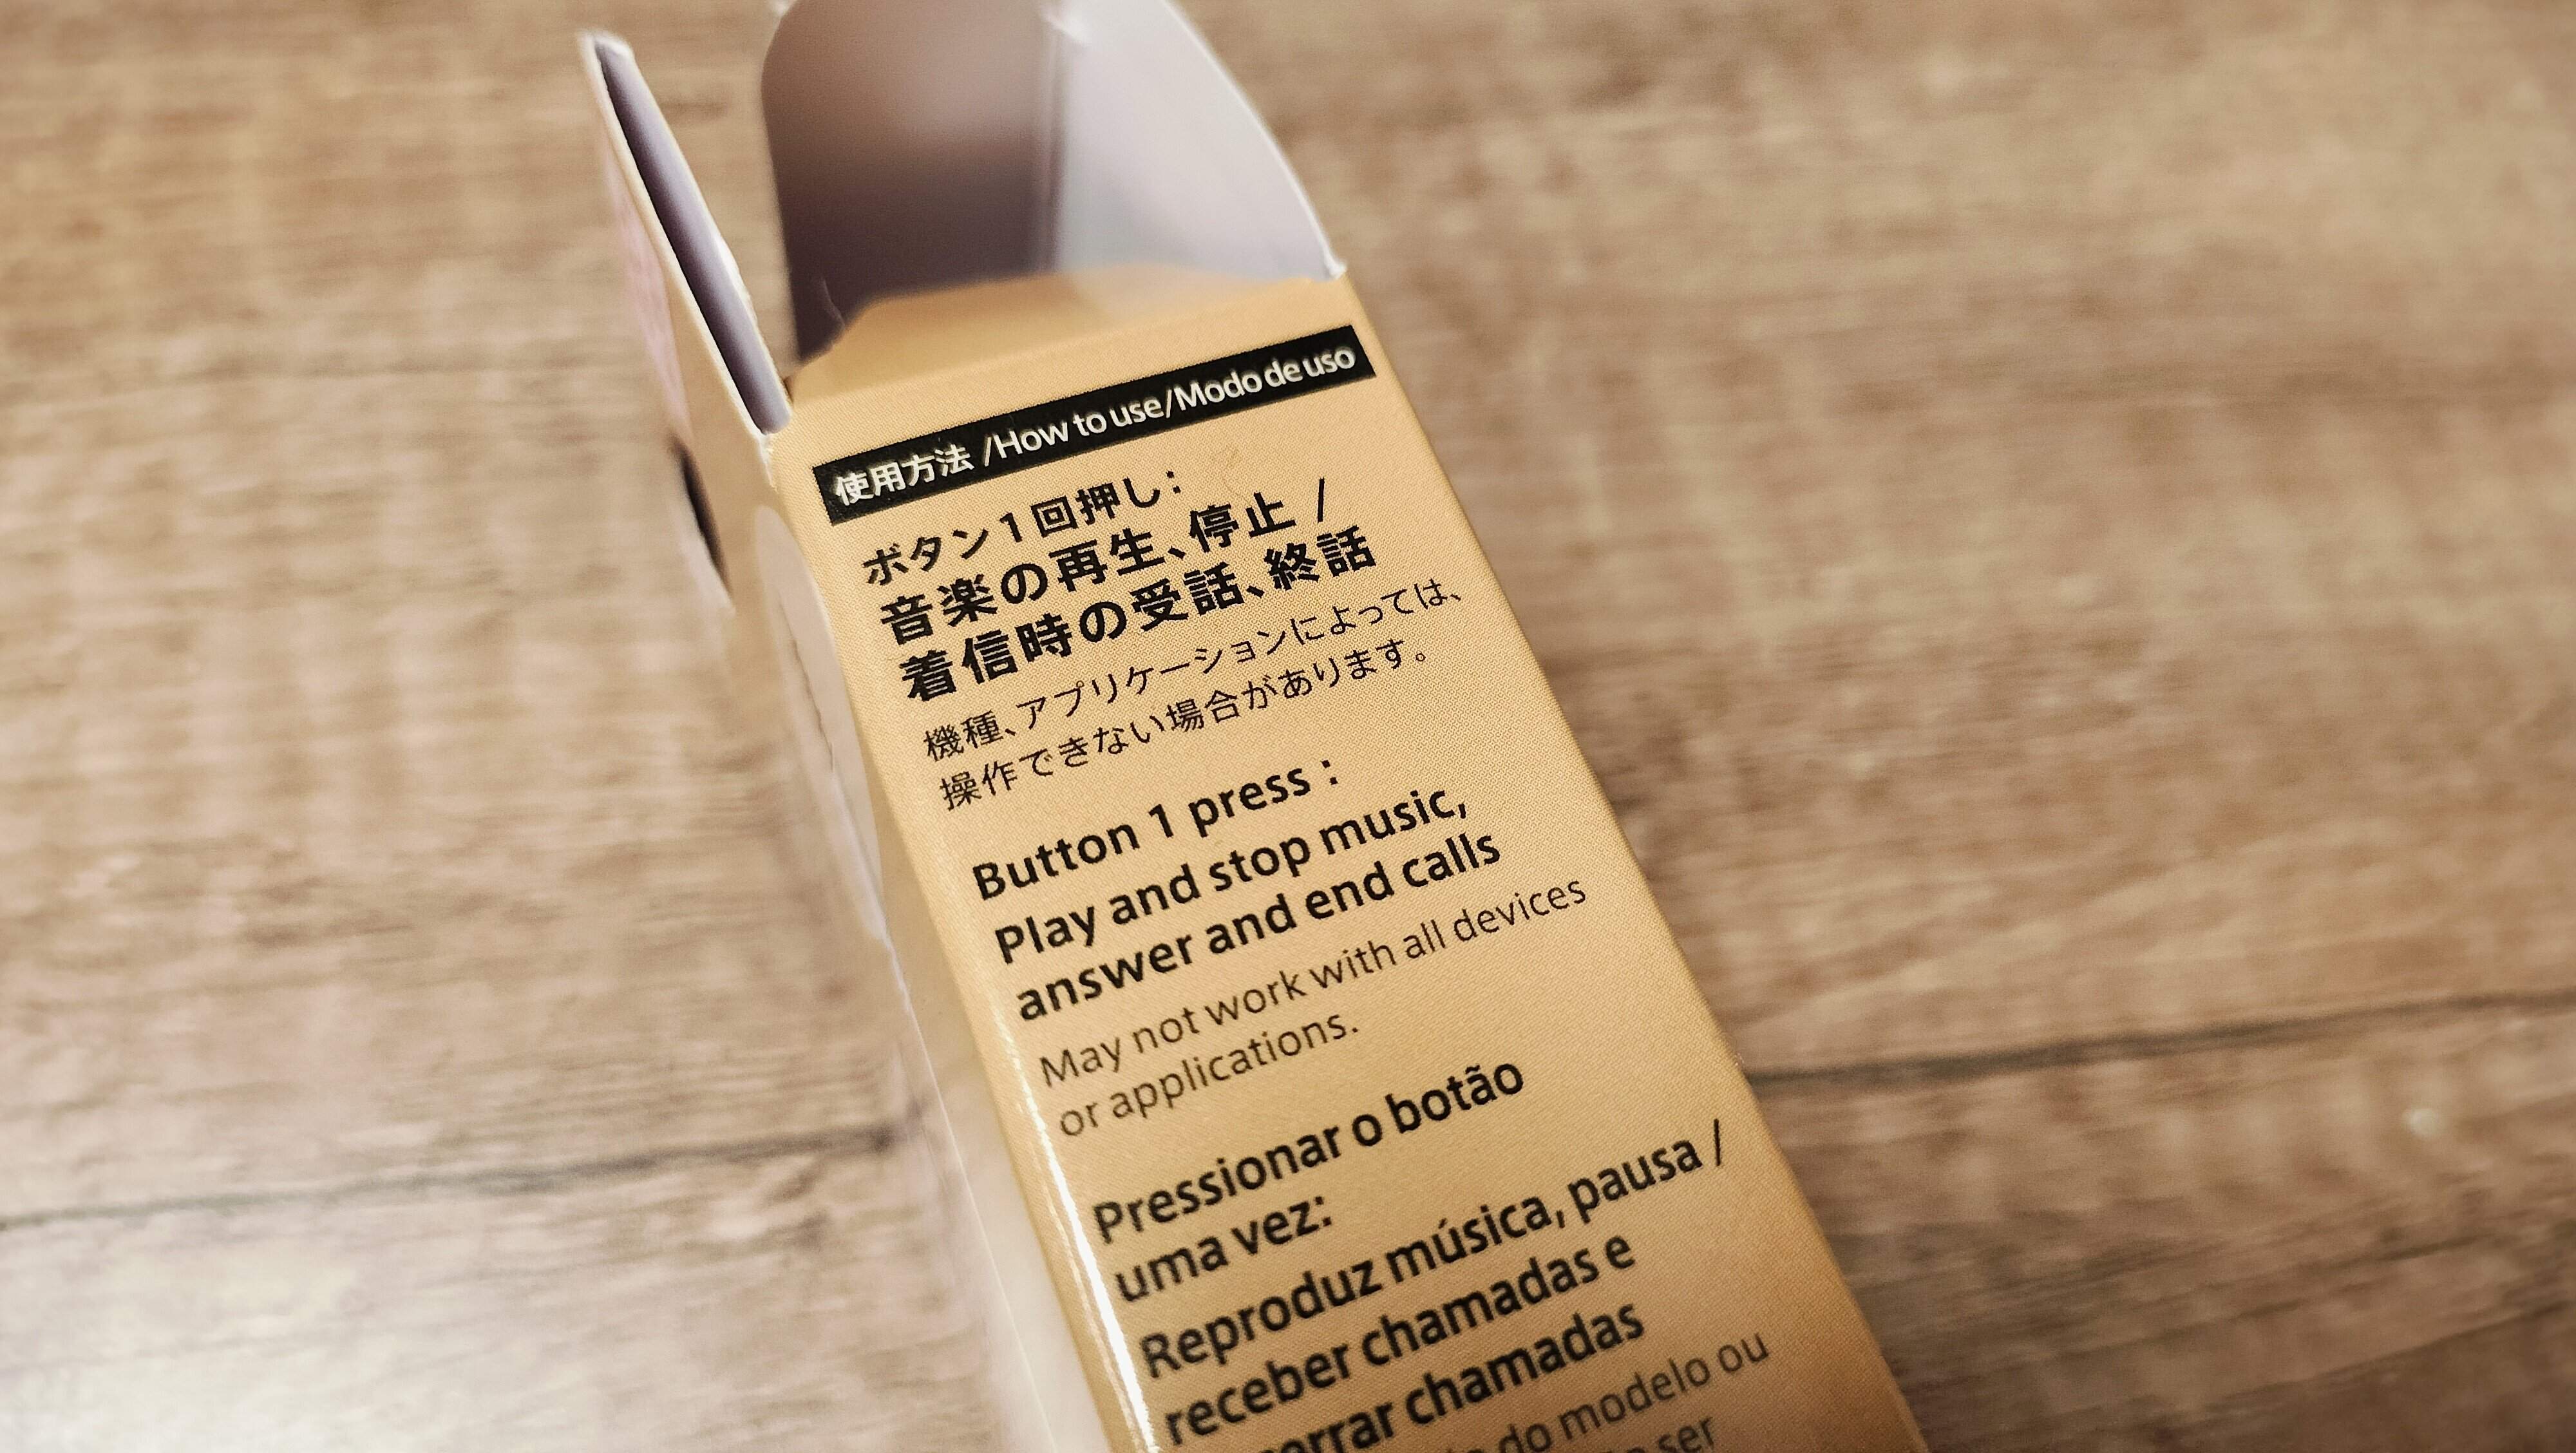 使用方法 /How to use/Modo de uso
ボタン1回押し：
音楽の再生、停止 /
着信時の受話、終話
機種、アプリケーションによっては、
操作できない場合があります。
Button 1 press :
Play and stop music,
answer and end calls
May not work with all devices
or applications.
Pressionar o botão
uma vez:
Reproduz música, pausa /
receber chamadas e
chamadas
do modelo ou
ser